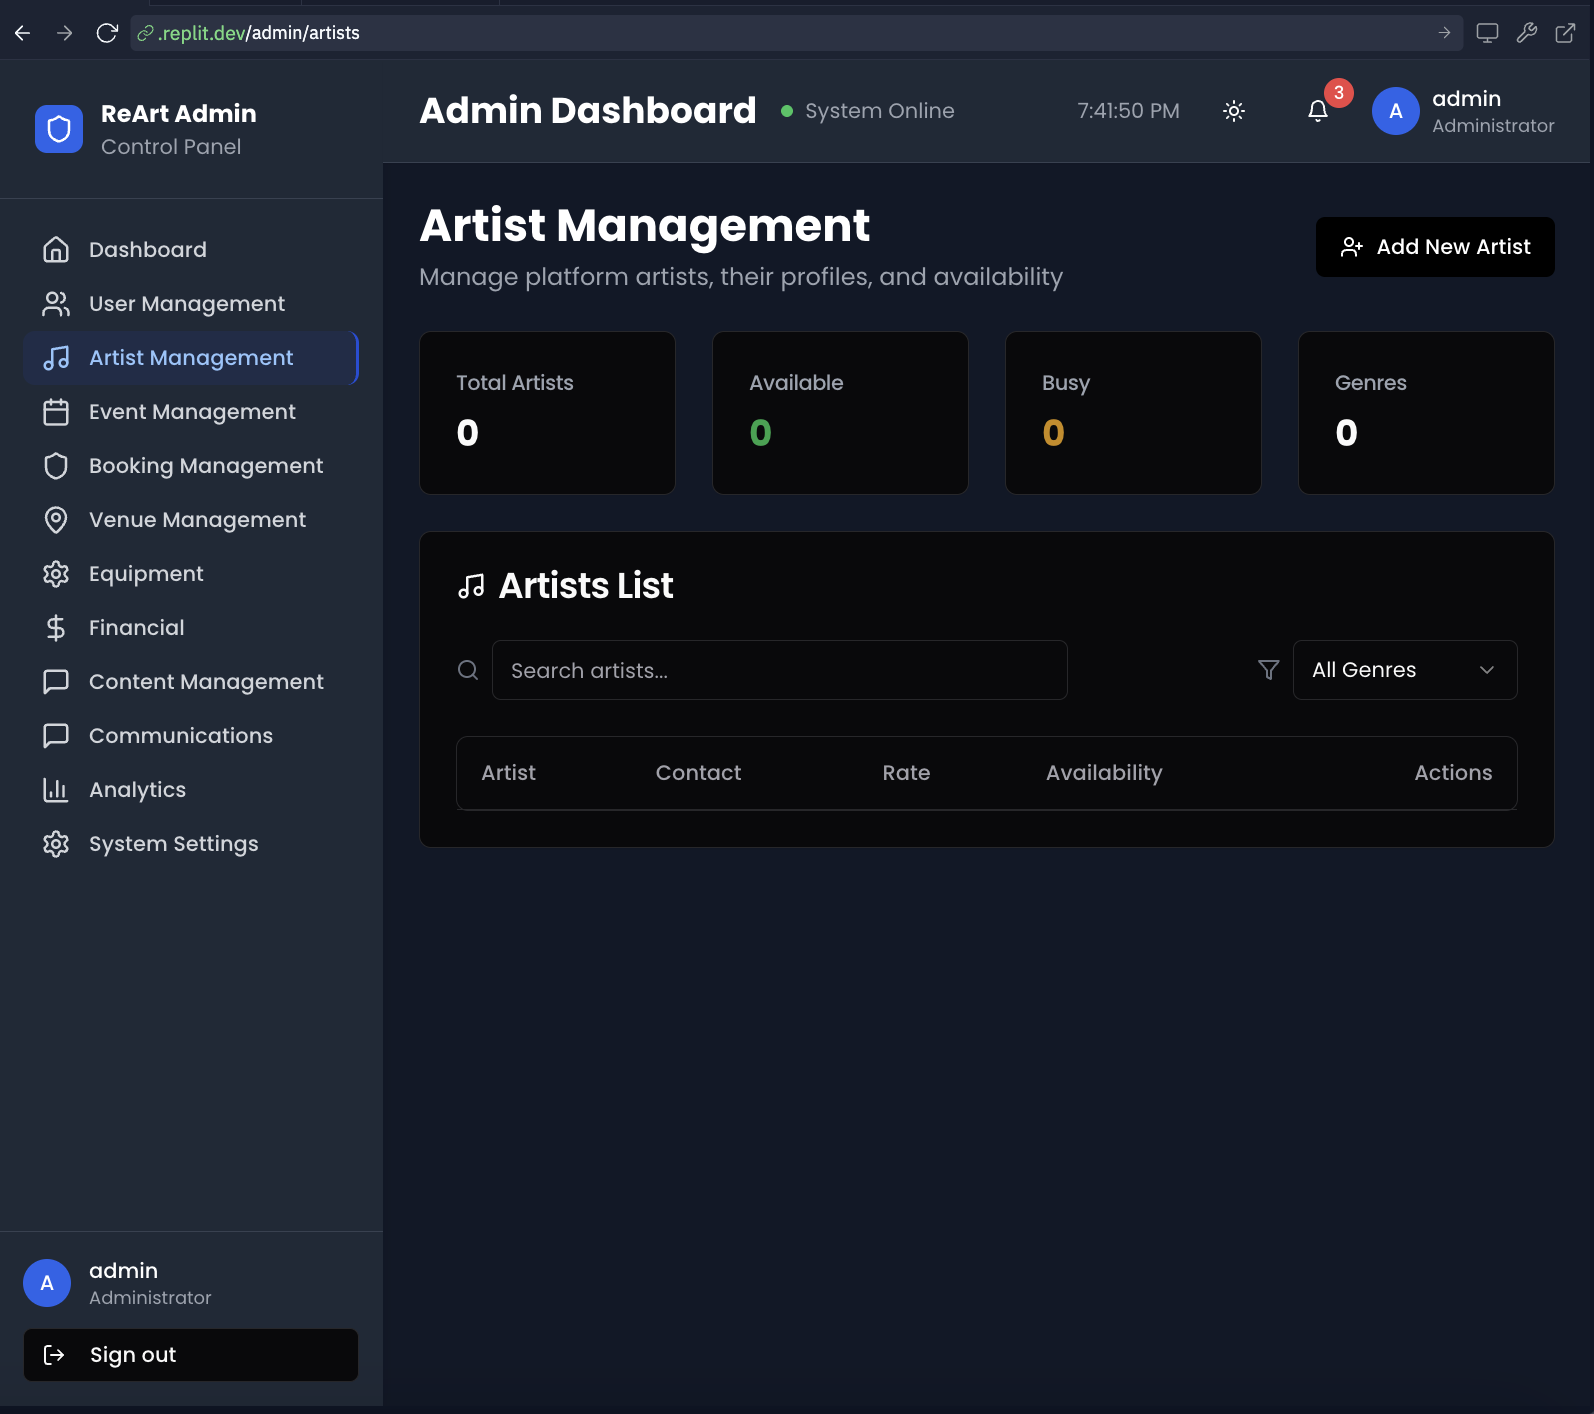 .replit.dev/admin/artists
ReArt Admin
Control Panel
Admin Dashboard
System Online
7:41:50 PM
3
A
admin
Administrator
Dashboard
User Management
Artist Management
Event Management
Booking Management
Venue Management
Equipment
Financial
Content Management
Communications
Analytics
System Settings
Artist Management
Manage platform artists, their profiles, and availability
Add New Artist
Total Artists
0
Available
0
Busy
0
Genres
0
Artists List
Search artists...
All Genres
Artist Contact Rate Availability Actions
A
admin
Administrator
Sign out